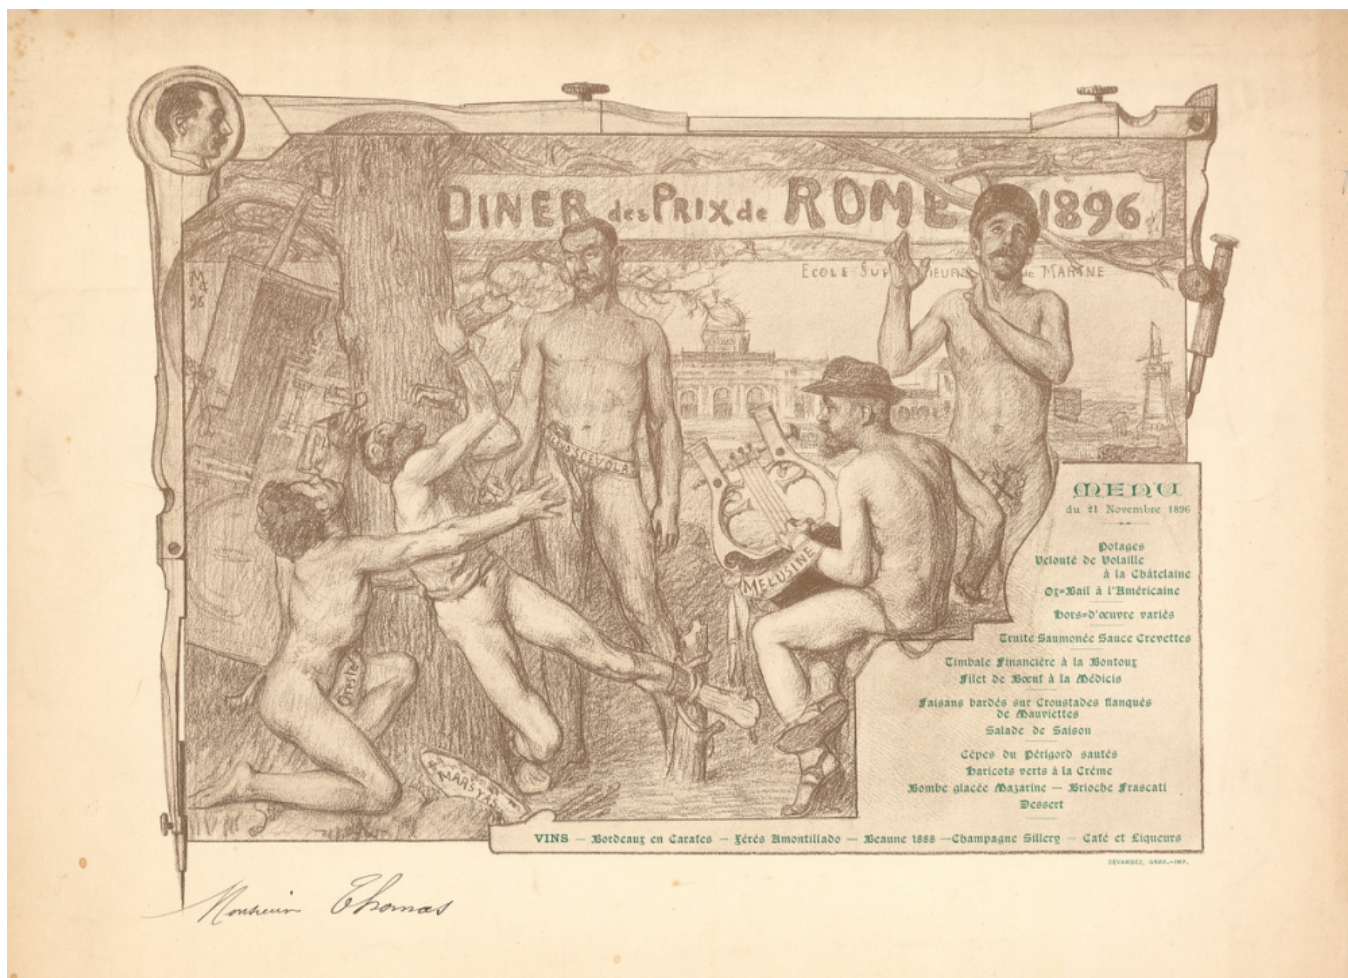 DINER des PRIX de ROME 1896
ECOLE SUP IEUR de MARINE
M
96
SCEVOLA
MELUSINE
Oreste
MARSYAS
MENU
du 21 Novembre 1896
Potages
Velouté de Volaille
à la Châtelaine
Ox=Tail à l'Américaine
Hors=d'œuvre variés
Truite Saumonée Sauce Crevettes
Timbale Financière à la Bontoux
Filet de Bœuf à la Médicis
Faisans bardés sur Croustades flanqués
de Mauviettes
Salade de Saison
Cèpes du Périgord sautés
Haricots verts à la Crême
Bombe glacée Mazarine — Brioche Frascati
Dessert
VINS — Bordeaux en Carafes — Xérès Amontillado — Beaune 1888 — Champagne Sillery — Café et Liqueurs
DEVAMBEZ, GRAV.-IMP.
Monsieur Thomas